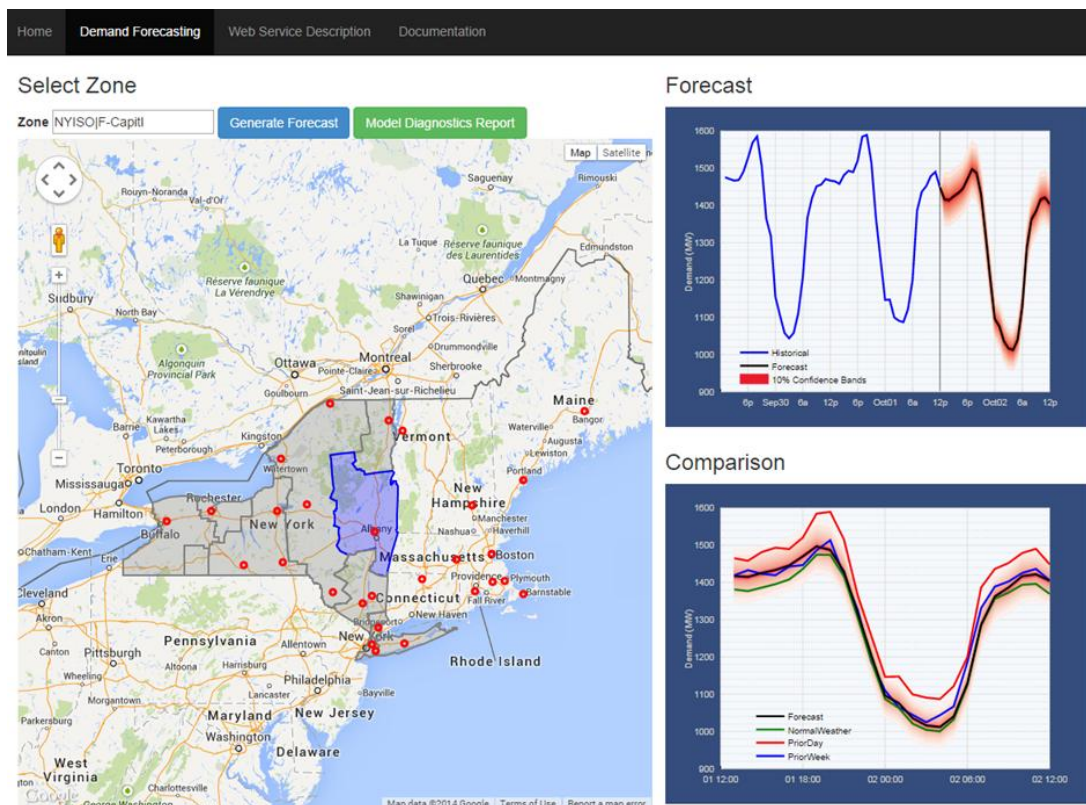 Home Demand Forecasting Web Service Description Documentation
Select Zone
Zone NYISO|F-Capitl Generate Forecast Model Diagnostics Report
Map Satellite
Saguenay
Rimouski
Rouyn-Noranda
Val-d'Or
La Tuque
Réserve faunique
des Laurentides
Edmundston
Réserve faunique
La Vérendrye
Quebec
Montmagny
Shawinigan
Sudbury
North Bay
Trois-Rivières
Sorel
Drummondville
Algonquin
Provincial Park
Ottawa
Montreal
Pointe-Claire
Sherbrooke
Saint-Jean-sur-Richelieu
Goulbourn
Maine
Bangor
Kawartha
Lakes
Barrie
Peterborough
Kingston
Watertown
Vermont
Waterville
Augusta
Lewiston
Toronto
Mississauga
Portland
London
Hamilton
Rochester
New
Hampshire
Manchester
Nashua
Haverhill
Buffalo
New York
Albany
Massachusetts
Boston
Chatham-Kent
Erie
Providence
Plymouth
Connecticut
Fall River
Barnstable
New Haven
Bridgeport
Cleveland
Akron
Canton
Pennsylvania
Allentown
New York
Rhode Island
Pittsburgh
Altoona
Harrisburg
Wheeling
Lancaster
Philadelphia
Bayville
Morgantown
Parkersburg
Maryland
New Jersey
Washington
Delaware
West
Virginia
Charlottesville
Google
George Washington
Map data ©2014 Google Terms of Use Report a map error
Forecast
1600
1500
1400
1300
1200
1100
1000
900
Demand (MW)
Historical
Forecast
10% Confidence Bands
6p Sep30 6a 12p 6p Oct01 6a 12p 6p Oct02 6a 12p
Comparison
1600
1500
1400
1300
1200
1100
1000
900
Demand (MW)
Forecast
NormalWeather
PriorDay
PriorWeek
01 12:00 01 18:00 02 00:00 02 06:00 02 12:00